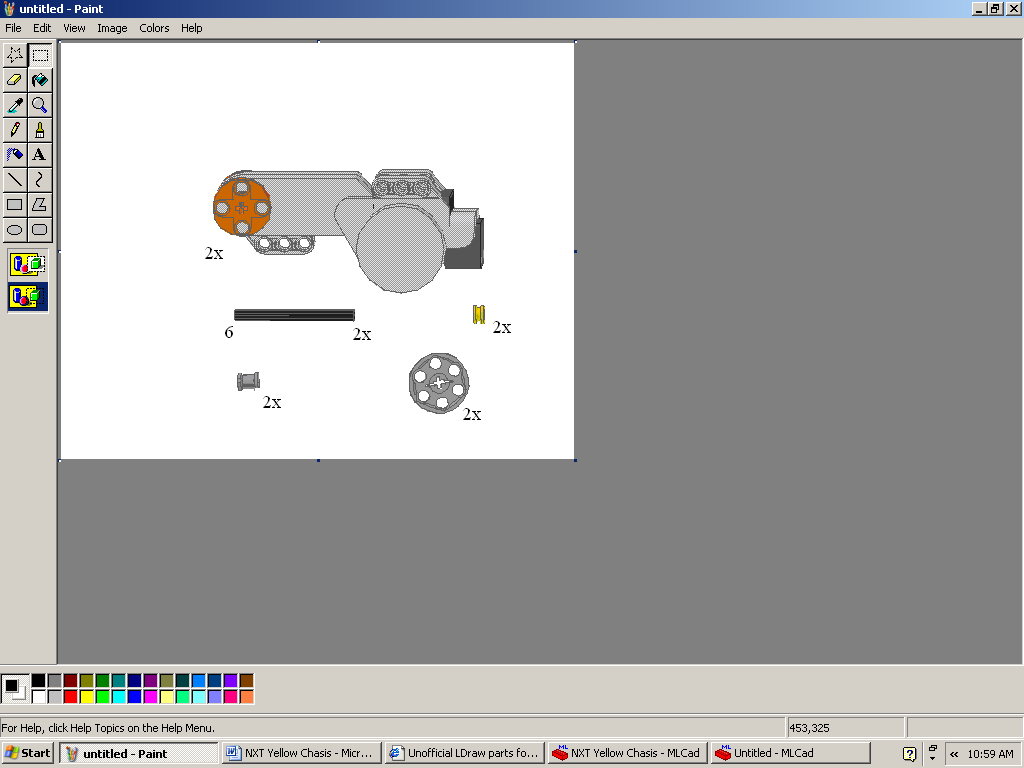 untitled - Paint
File Edit View Image Colors Help
A
2x
6 2x
2x
2x
2x
For Help, click Help Topics on the Help Menu.
453,325
Start untitled - Paint NXT Yellow Chasis - Micr... Unofficial LDraw parts fo... ML NXT Yellow Chasis - MLCad ML Untitled - MLCad ? « 10:59 AM